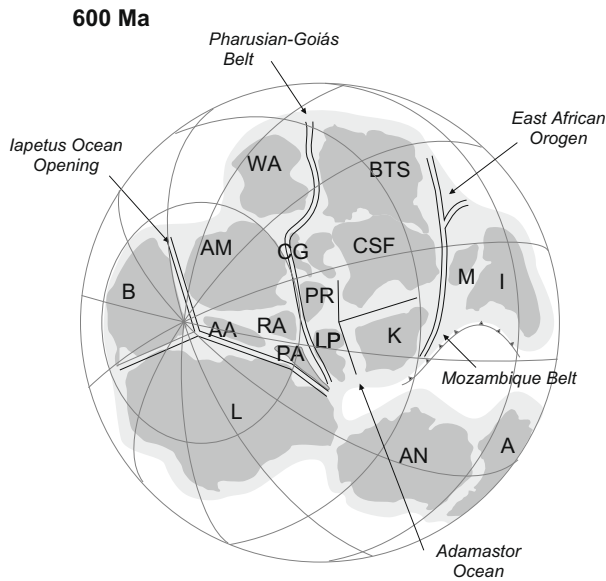 600 Ma
Pharusian-Goiás
Belt
Iapetus Ocean
Opening
East African
Orogen
WA
BTS
AM
CG
CSF
B
M
I
PR
AA
RA
LP
K
PA
Mozambique Belt
L
AN
A
Adamastor
Ocean